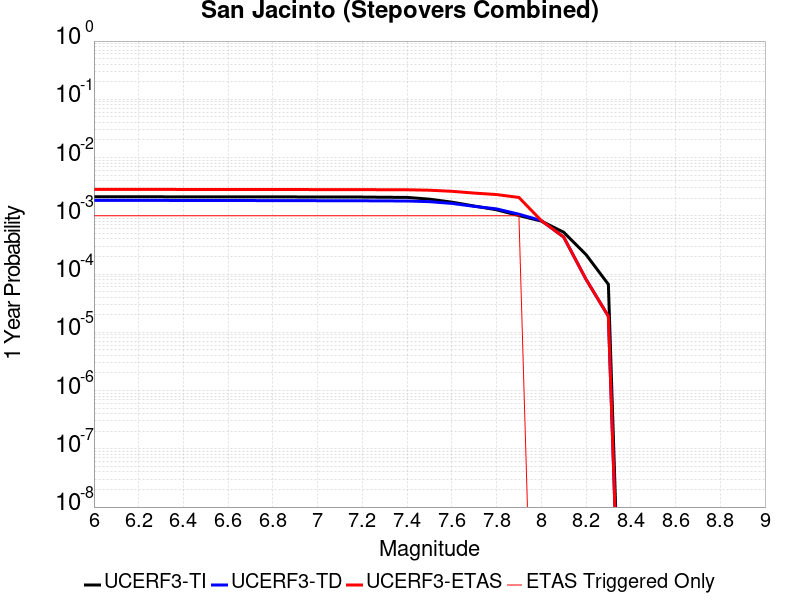 San Jacinto (Stepovers Combined)
10^0
10^-1
10^-2
10^-3
10^-4
10^-5
10^-6
10^-7
10^-8
1 Year Probability
6 6.2 6.4 6.6 6.8 7 7.2 7.4 7.6 7.8 8 8.2 8.4 8.6 8.8 9
Magnitude
UCERF3-TI UCERF3-TD UCERF3-ETAS ETAS Triggered Only